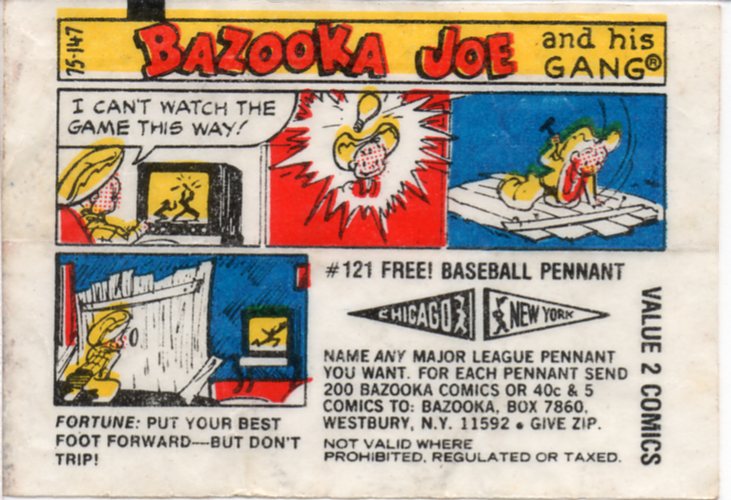 75-147
BAZOOKA JOE and his
GANG®
I CAN'T WATCH THE
GAME THIS WAY!
#121 FREE! BASEBALL PENNANT
CHICAGO NEW YORK
NAME ANY MAJOR LEAGUE PENNANT
YOU WANT. FOR EACH PENNANT SEND
200 BAZOOKA COMICS OR 40c & 5
COMICS TO: BAZOOKA, BOX 7860,
WESTBURY, N.Y. 11592 • GIVE ZIP.
NOT VALID WHERE
PROHIBITED, REGULATED OR TAXED.
VALUE 2 COMICS
FORTUNE: PUT YOUR BEST
FOOT FORWARD—BUT DON'T
TRIP!